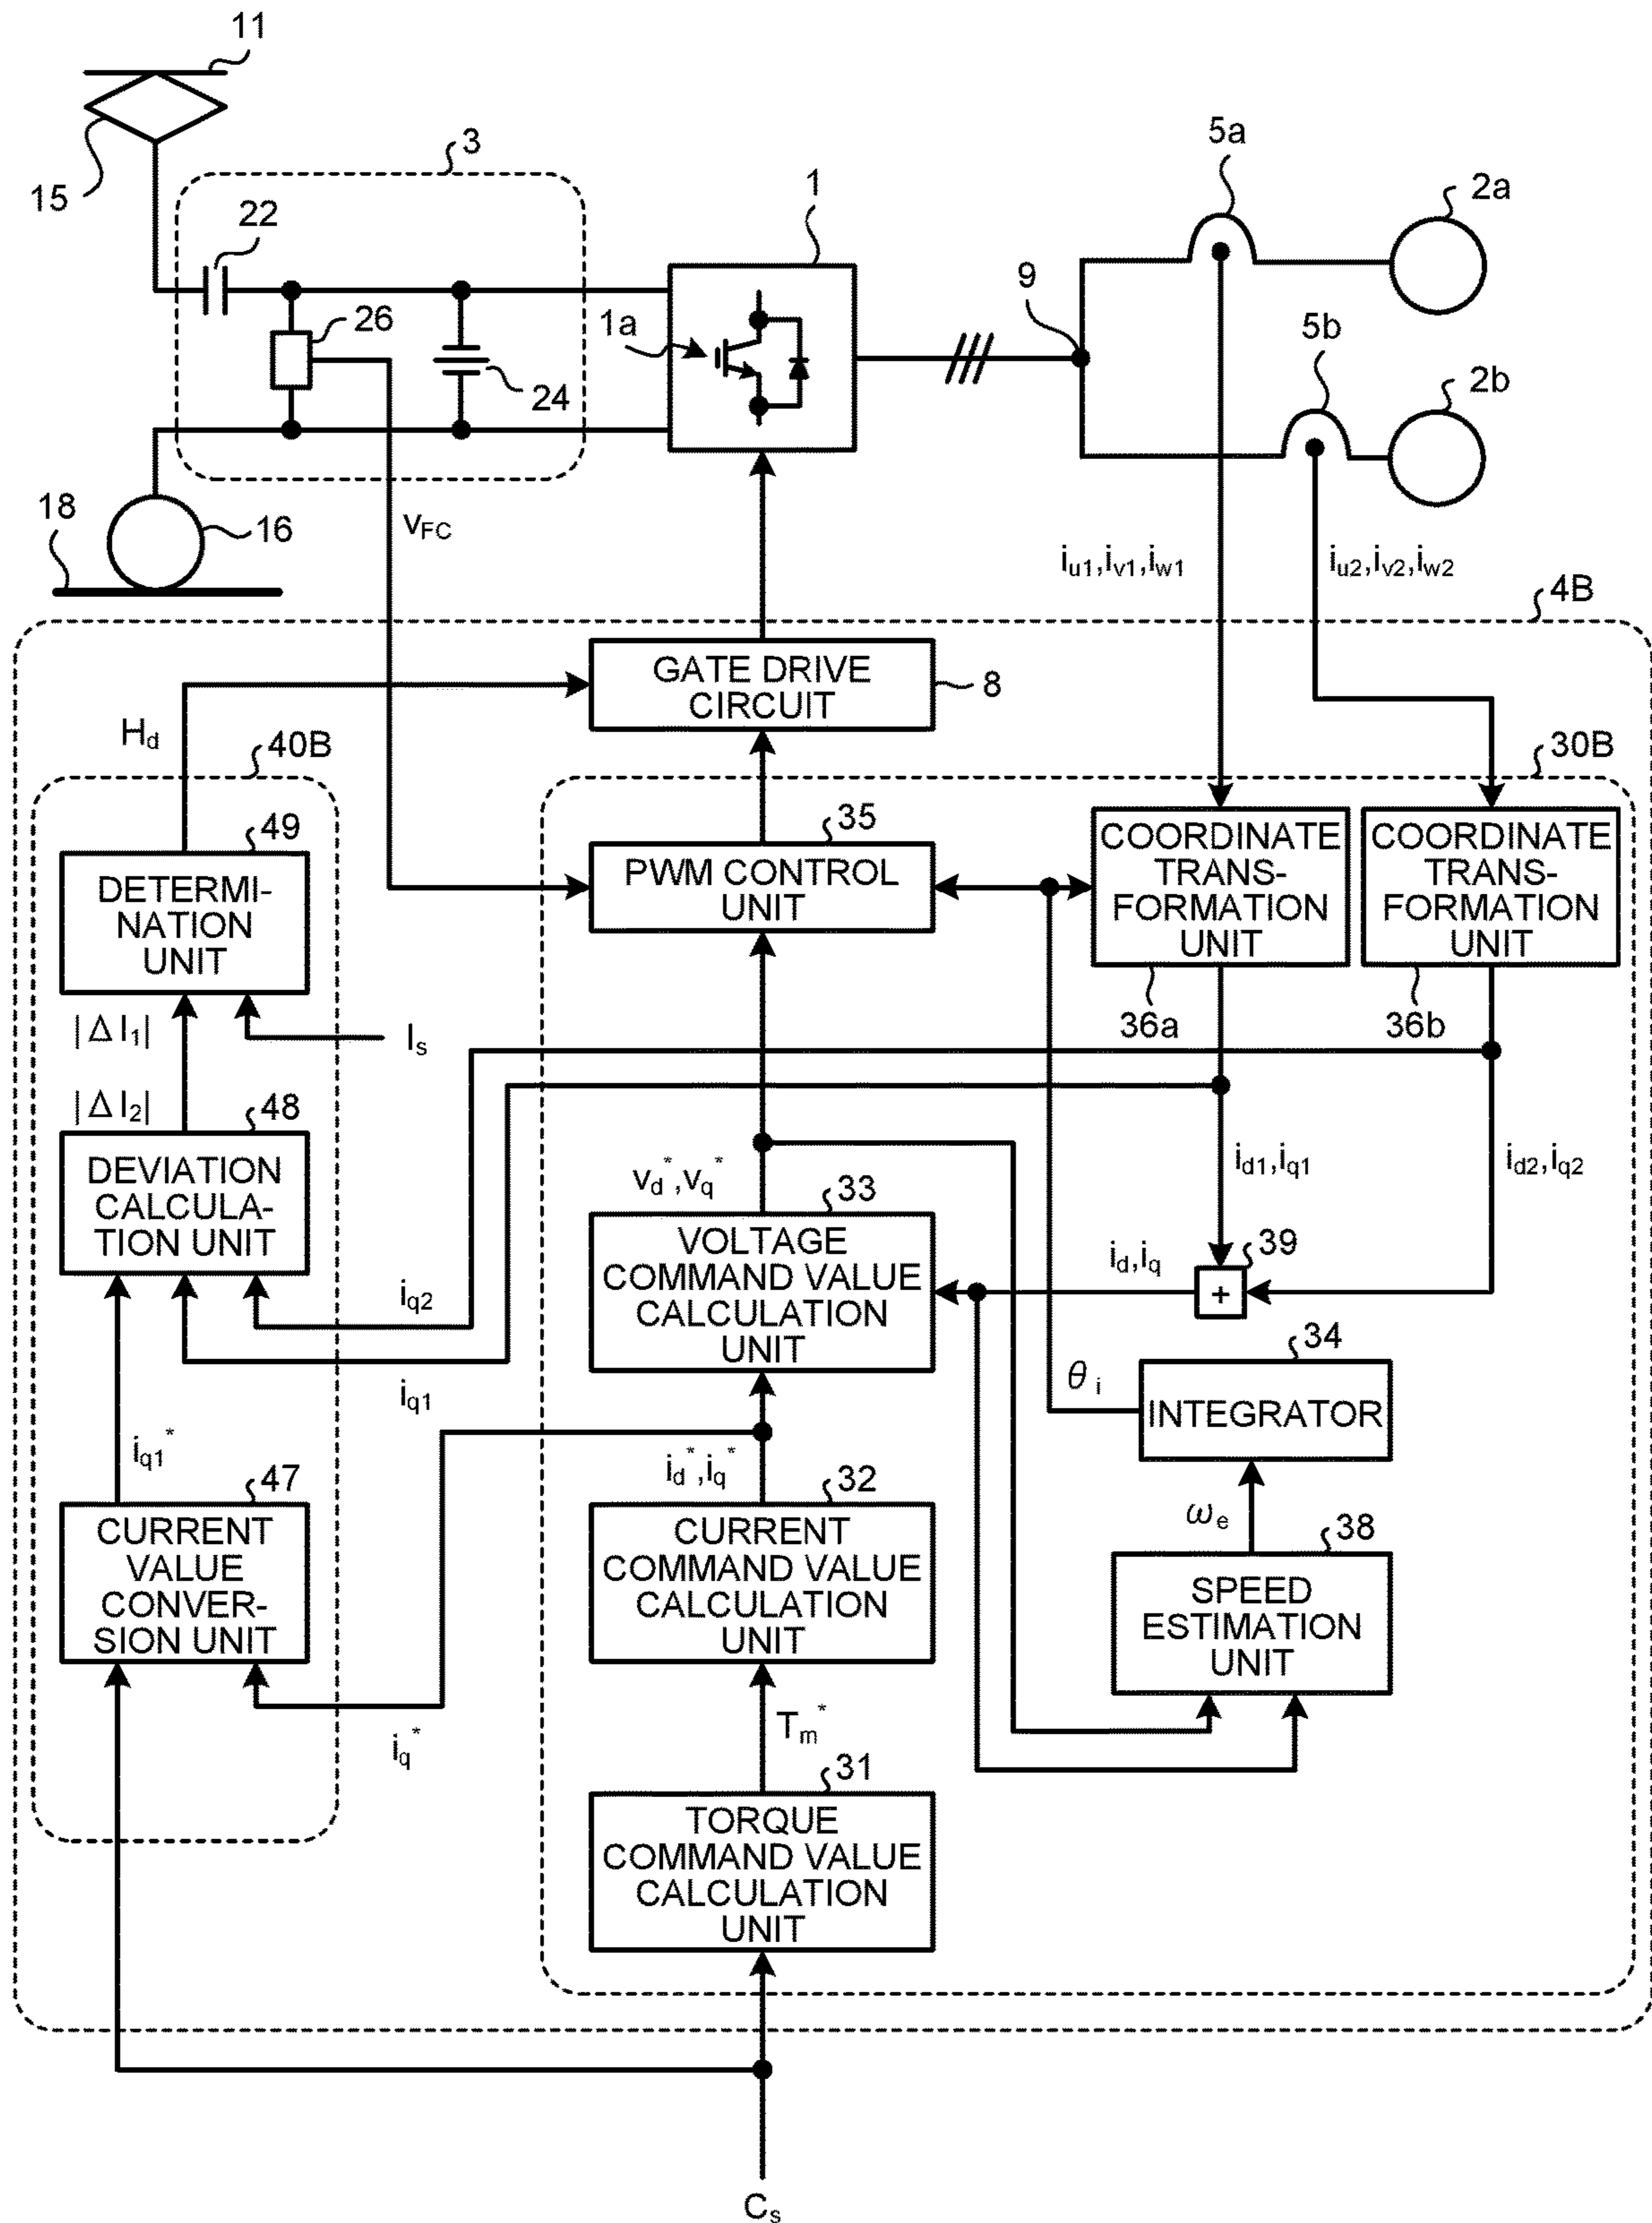 11
15
3
22
26
24
1
1a
9
5a
2a
5b
2b
18
16
vFC
iu1,iv1,iw1
iu2,iv2,iw2
4B
GATE DRIVE
CIRCUIT
8
Hd
40B
30B
49
DETERMI-
NATION
UNIT
35
PWM CONTROL
UNIT
COORDINATE
TRANS-
FORMATION
UNIT
36a
COORDINATE
TRANS-
FORMATION
UNIT
36b
|ΔI1|
Is
|ΔI2|
48
DEVIATION
CALCULA-
TION UNIT
vd*,vq*
33
VOLTAGE
COMMAND VALUE
CALCULATION
UNIT
id1,iq1
id2,iq2
id,iq
39
+
iq2
iq1
θi
34
INTEGRATOR
iq1*
id*,iq*
47
CURRENT
VALUE
CONVER-
SION UNIT
32
CURRENT
COMMAND VALUE
CALCULATION
UNIT
ωe
38
SPEED
ESTIMATION
UNIT
iq*
Tm*
31
TORQUE
COMMAND VALUE
CALCULATION
UNIT
Cs